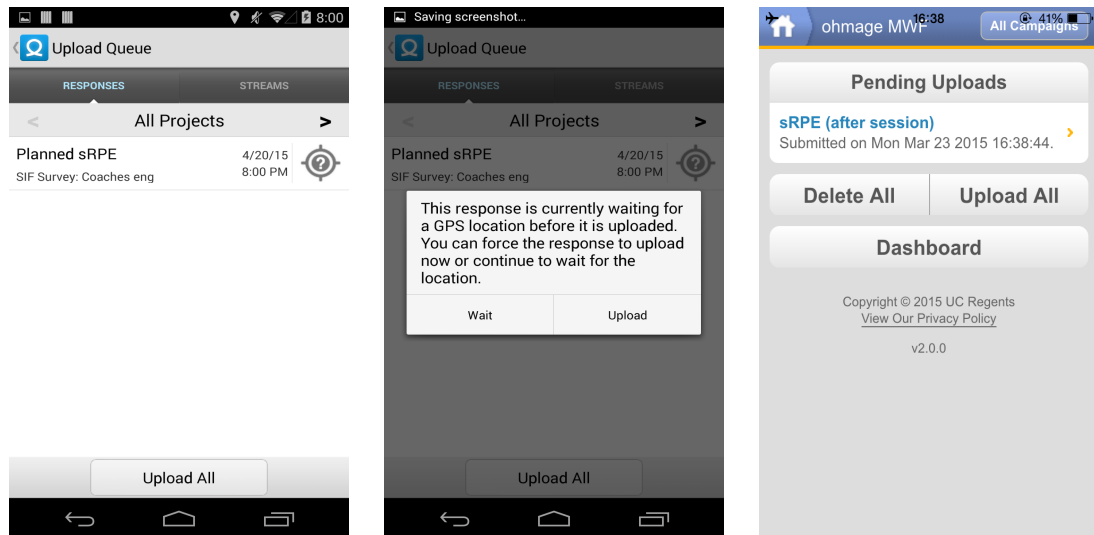 8:00
Upload Queue
RESPONSES STREAMS
< All Projects >
Planned sRPE 4/20/15
SIF Survey: Coaches eng 8:00 PM
Upload All
Saving screenshot...
Upload Queue
RESPONSES STREAMS
< All Projects >
Planned sRPE 4/20/15
SIF Survey: Coaches eng 8:00 PM
This response is currently waiting for
a GPS location before it is uploaded.
You can force the response to upload
now or continue to wait for the
location.
Wait Upload
Upload All
16:38 41%
ohmage MWF All Campaigns
Pending Uploads
sRPE (after session)
Submitted on Mon Mar 23 2015 16:38:44.
Delete All Upload All
Dashboard
Copyright © 2015 UC Regents
View Our Privacy Policy
v2.0.0